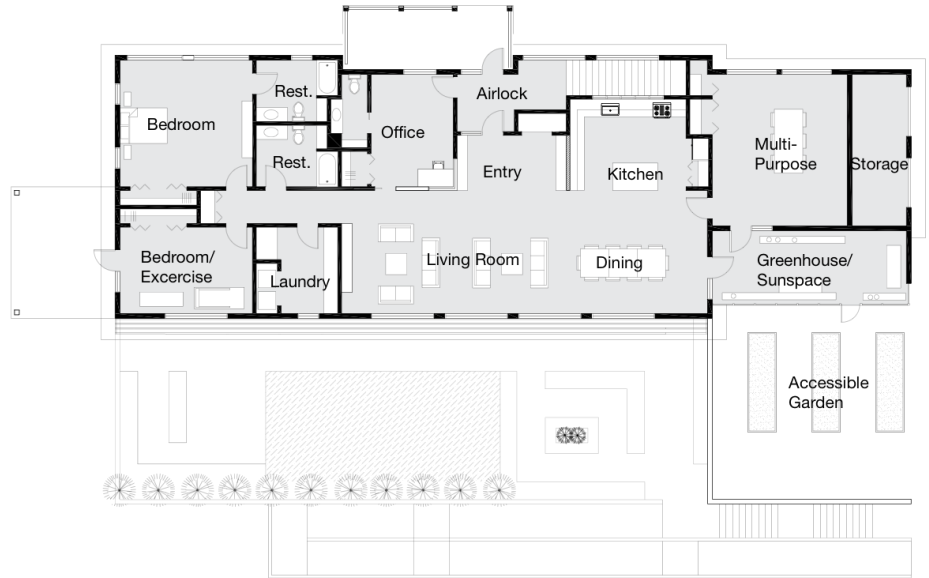 Rest.
Airlock
Bedroom
Office
Multi-
Purpose
Rest.
Storage
Entry
Kitchen
Bedroom/
Excercise
Living Room
Dining
Greenhouse/
Sunspace
Laundry
Accessible
Garden